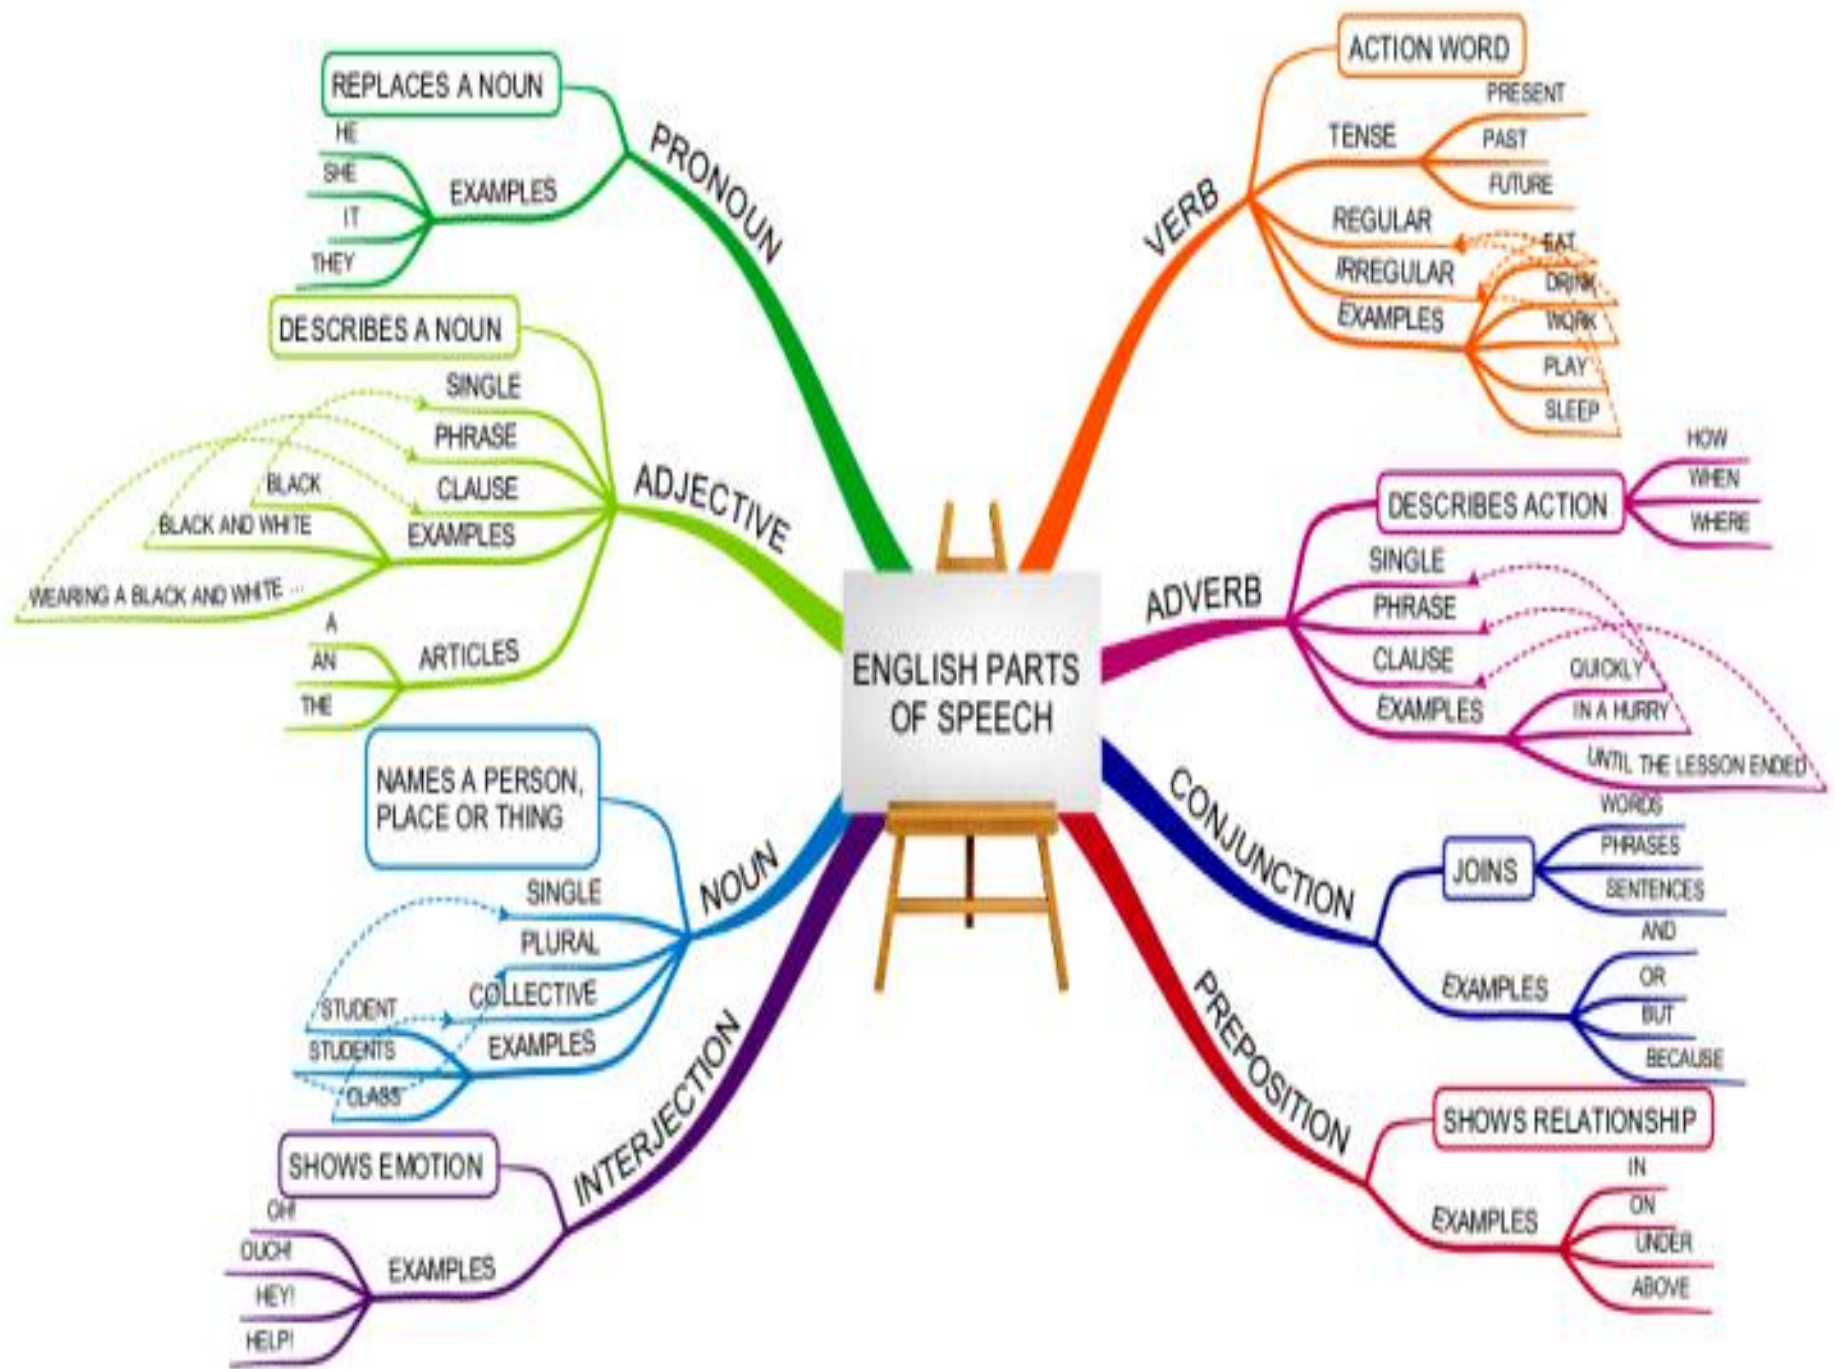 ENGLISH PARTS
OF SPEECH
VERB
ACTION WORD
TENSE
PRESENT
PAST
FUTURE
REGULAR
IRREGULAR
EXAMPLES
EAT
DRINK
WORK
PLAY
SLEEP
ADVERB
DESCRIBES ACTION
HOW
WHEN
WHERE
SINGLE
PHRASE
CLAUSE
EXAMPLES
QUICKLY
IN A HURRY
UNTIL THE LESSON ENDED
CONJUNCTION
JOINS
WORDS
PHRASES
SENTENCES
EXAMPLES
AND
OR
BUT
BECAUSE
PREPOSITION
SHOWS RELATIONSHIP
EXAMPLES
IN
ON
UNDER
ABOVE
PRONOUN
REPLACES A NOUN
EXAMPLES
HE
SHE
IT
THEY
ADJECTIVE
DESCRIBES A NOUN
SINGLE
PHRASE
CLAUSE
EXAMPLES
BLACK
BLACK AND WHITE
WEARING A BLACK AND WHITE ...
ARTICLES
A
AN
THE
NOUN
NAMES A PERSON,
PLACE OR THING
SINGLE
PLURAL
COLLECTIVE
EXAMPLES
STUDENT
STUDENTS
CLASS
INTERJECTION
SHOWS EMOTION
EXAMPLES
OH!
OUCH!
HEY!
HELP!